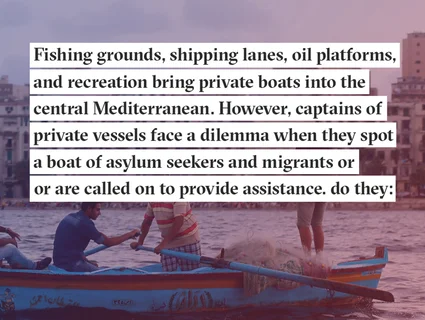 Fishing grounds, shipping lanes, oil platforms,
and recreation bring private boats into the
central Mediterranean. However, captains of
private vessels face a dilemma when they spot
a boat of asylum seekers and migrants or
or are called on to provide assistance. do they: